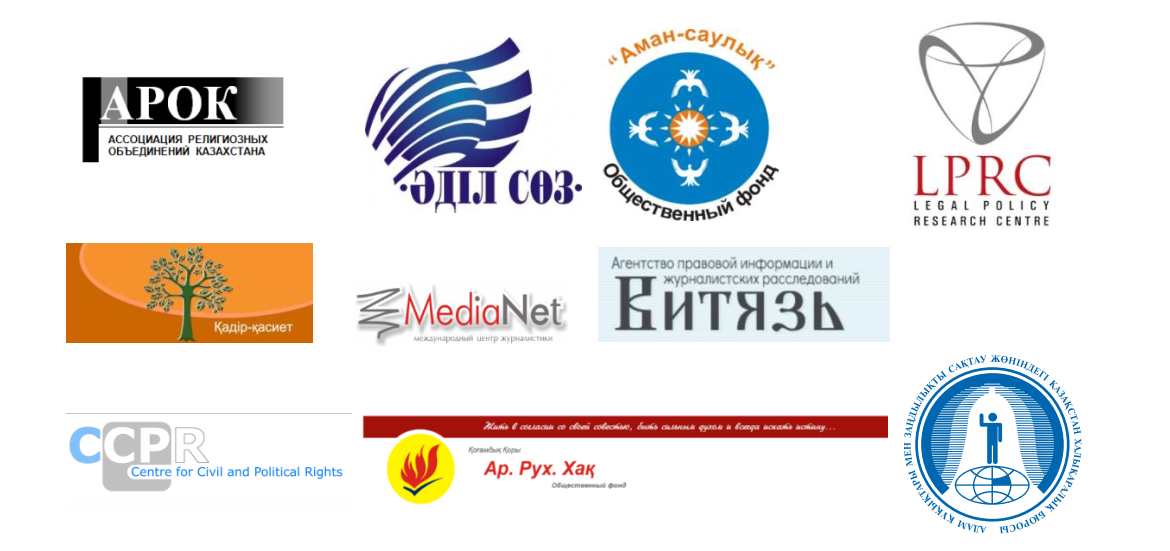 АРОК
АССОЦИАЦИЯ РЕЛИГИОЗНЫХ
ОБЪЕДИНЕНИЙ КАЗАХСТАНА
·ӘДІЛ СӨЗ·
“Аман-саулық”
Общественный фонд
LPRC
LEGAL POLICY
RESEARCH CENTRE
Қадір-қасиет
MediaNet
международный центр журналистики
Агентство правовой информации и
журналистских расследований
ВИТЯЗЬ
CCPR
Centre for Civil and Political Rights
Жить в согласии со своей совестью, быть сильным духом и всегда искать истину...
Қоғамдық Қоры
Ар. Рух. Хақ
Общественный фонд
АДАМ ҚҰҚЫҚТАРЫ МЕН ЗАҢДЫЛЫҚТЫ САҚТАУ ЖӨНІНДЕГІ ҚАЗАҚСТАН ХАЛЫҚАРАЛЫҚ БЮРОСЫ